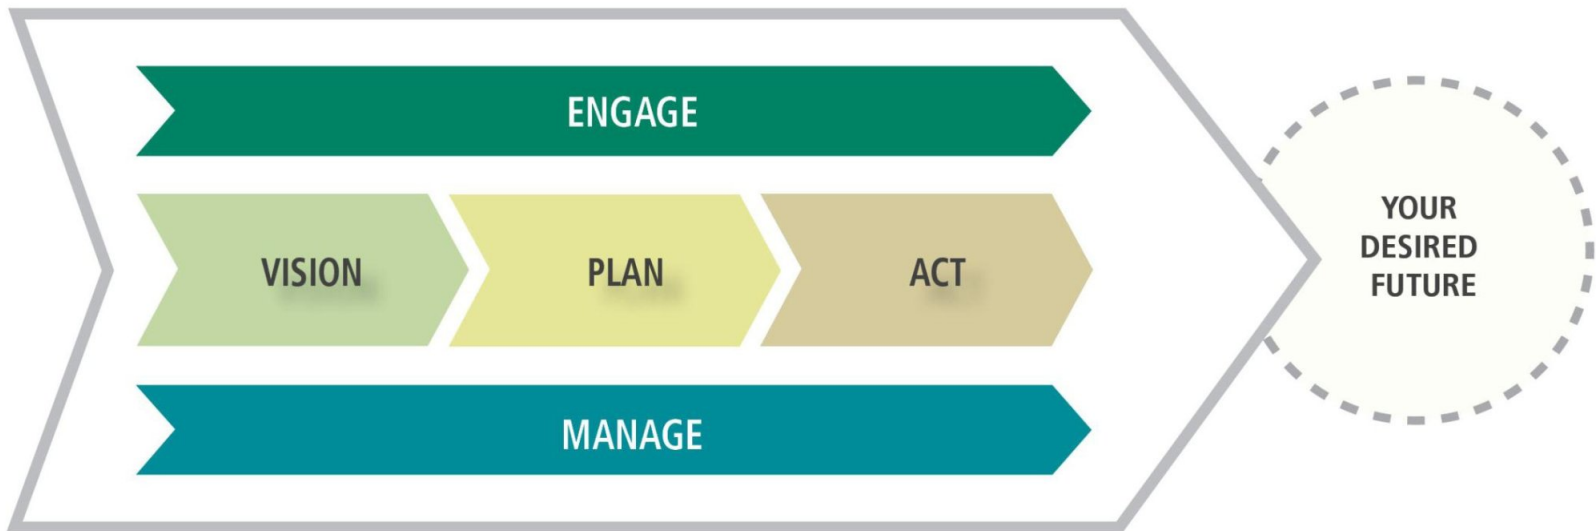 ENGAGE
VISION
PLAN
ACT
MANAGE
YOUR
DESIRED
FUTURE